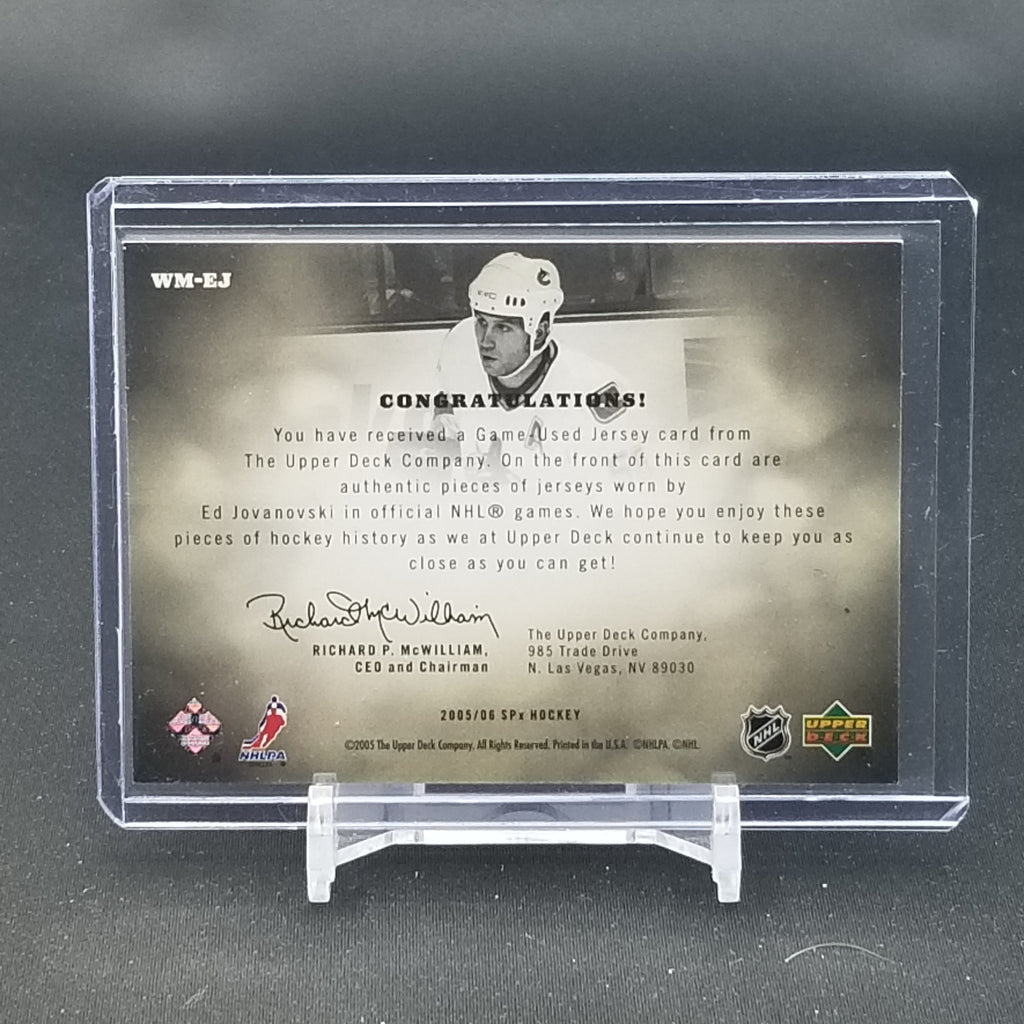 WM-EJ
CONGRATULATIONS!
You have received a Game-Used Jersey card from
The Upper Deck Company. On the front of this card are
authentic pieces of jerseys worn by
Ed Jovanovski in official NHL® games. We hope you enjoy these
pieces of hockey history as we at Upper Deck continue to keep you as
close as you can get!
Richard McWilliam
RICHARD P. McWILLIAM,
CEO and Chairman
The Upper Deck Company,
985 Trade Drive
N. Las Vegas, NV 89030
2005/06 SPx HOCKEY
©2005 The Upper Deck Company. All Rights Reserved. Printed in the U.S.A. ©NHLPA. ©NHL.
NHLPA
NHL
UPPER
DECK